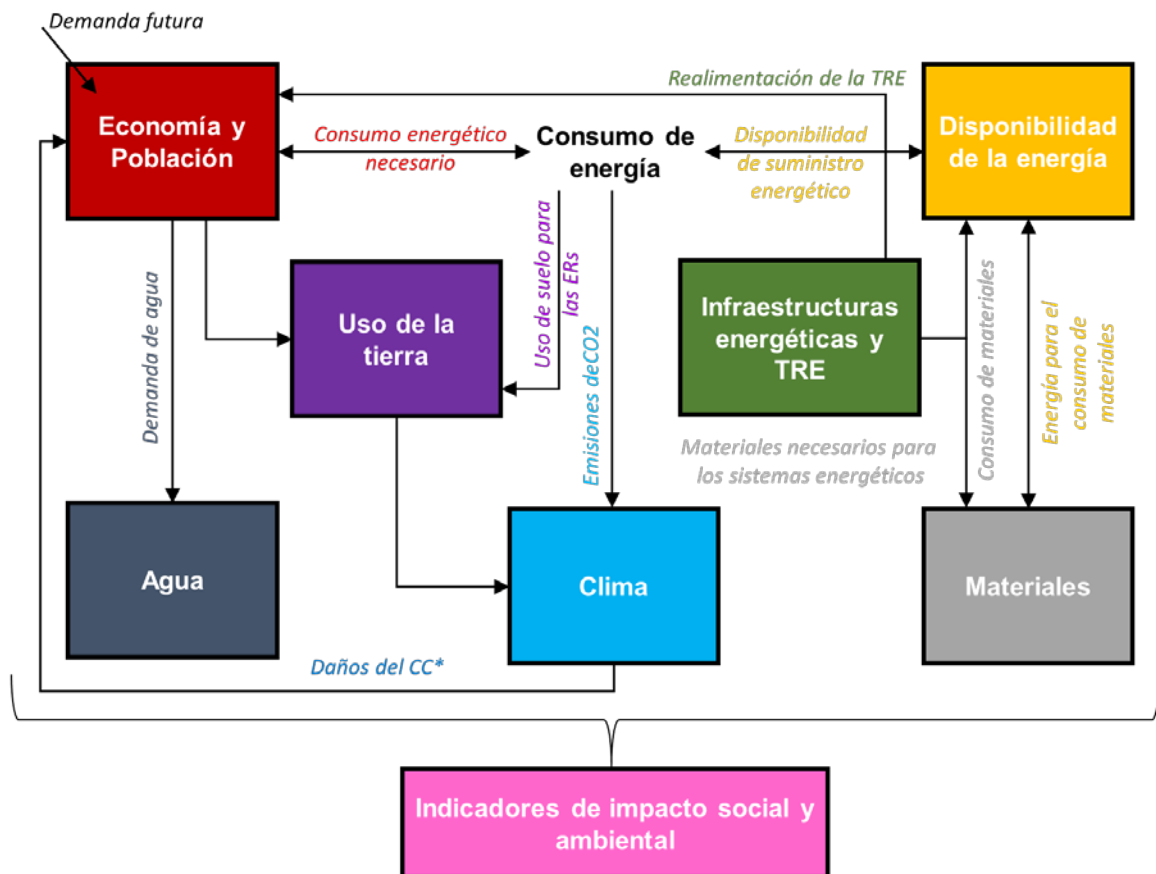 Demanda futura
Realimentación de la TRE
Economía y
Población
Consumo energético
necesario
Consumo de
energía
Disponibilidad
de suministro
energético
Disponibilidad
de la energía
Uso de suelo para
las ERs
Demanda de agua
Uso de la
tierra
Emisiones deCO2
Infraestructuras
energéticas y
TRE
Consumo de materiales
Energía para el
consumo de
materiales
Materiales necesarios para
los sistemas energéticos
Agua
Clima
Materiales
Daños del CC*
Indicadores de impacto social y
ambiental